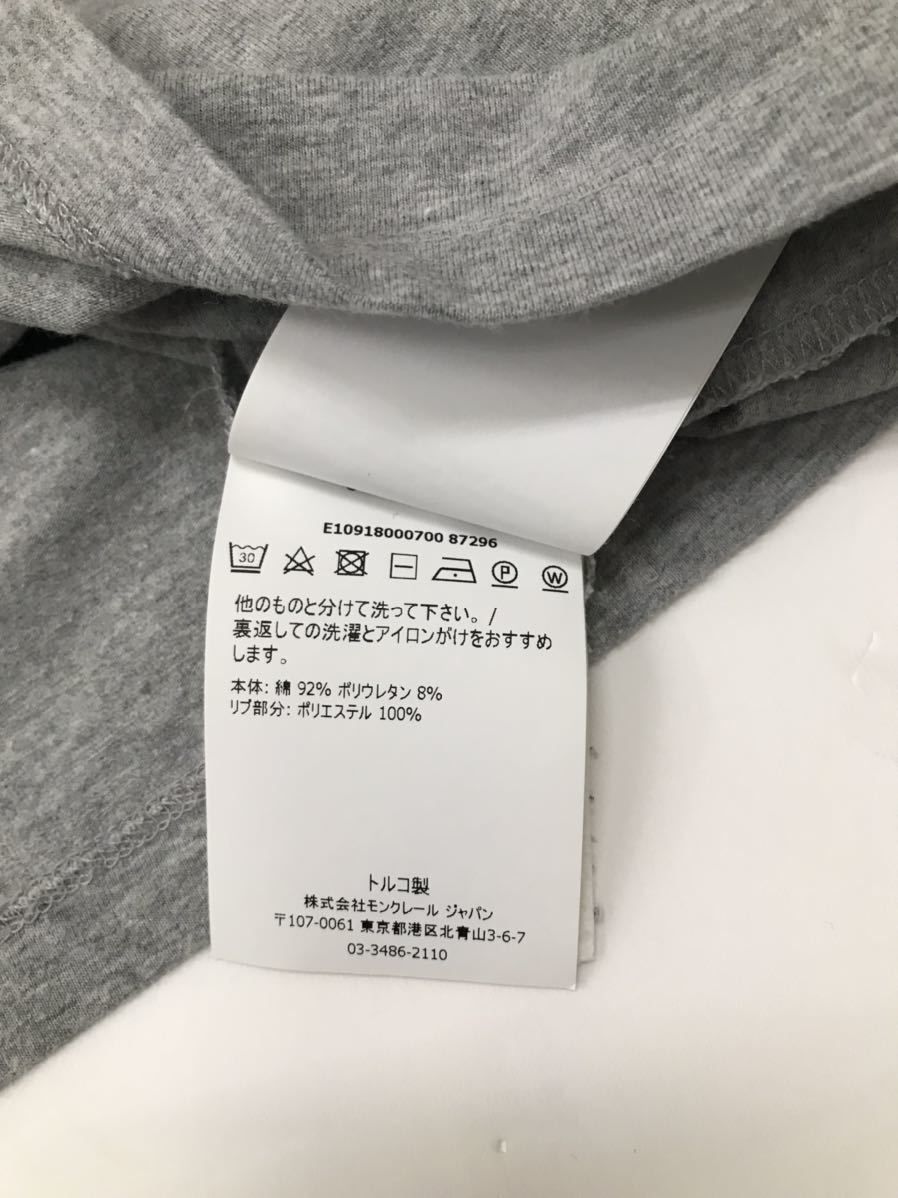 E10918000700 87296
30
P
W
他のものと分けて洗って下さい。/
裏返しての洗濯とアイロンがけをおすすめ
します。
本体: 綿 92% ポリウレタン 8%
リブ部分: ポリエステル 100%
トルコ製
株式会社モンクレール ジャパン
〒107-0061 東京都港区北青山3-6-7
03-3486-2110